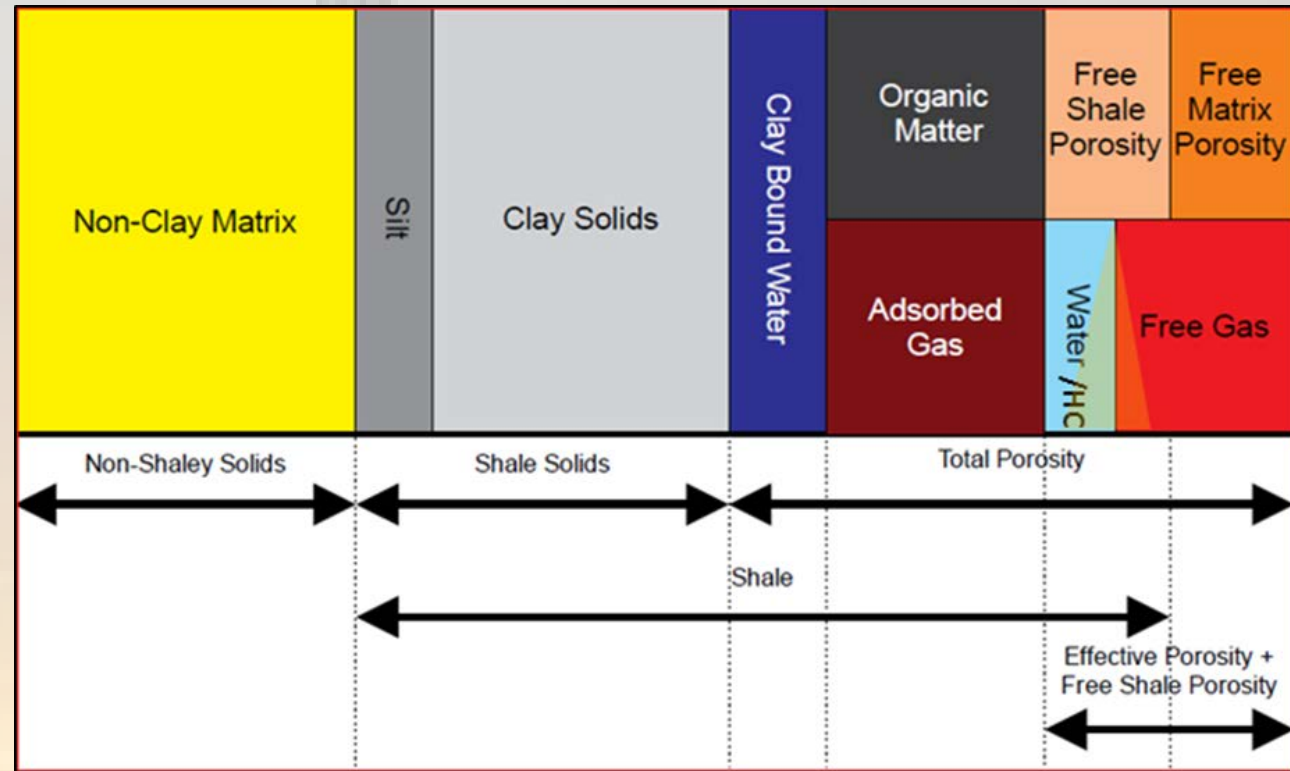 Non-Clay Matrix
Silt
Clay Solids
Clay Bound Water
Organic
Matter
Free
Shale
Porosity
Free
Matrix
Porosity
Adsorbed
Gas
Water /HC
Free Gas
Non-Shaley Solids
Shale Solids
Total Porosity
Shale
Effective Porosity +
Free Shale Porosity